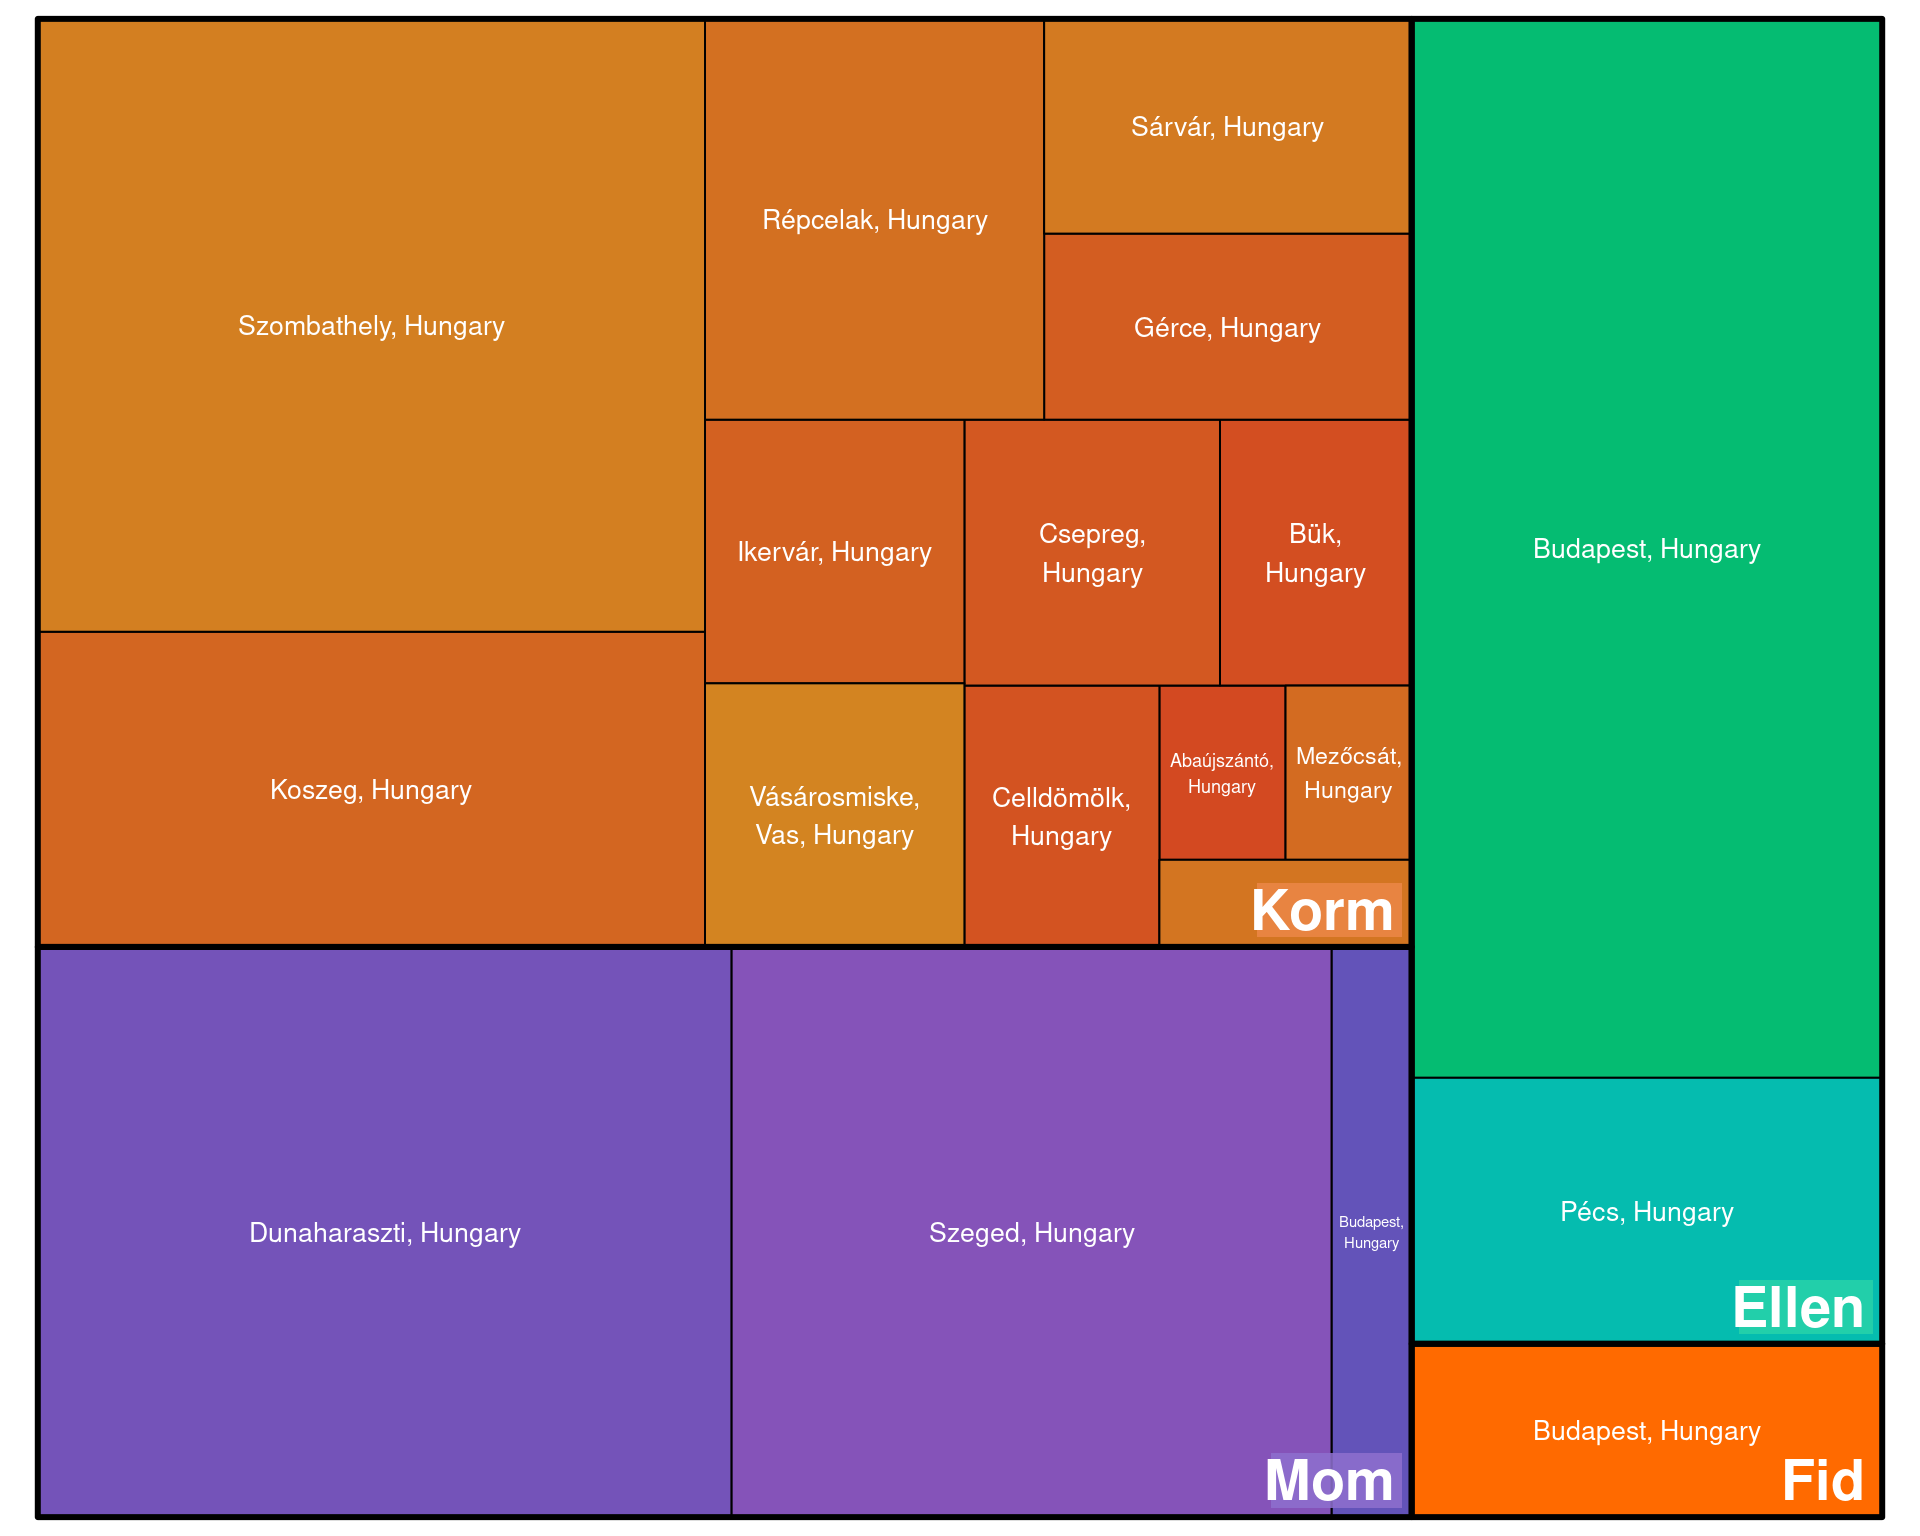 Szombathely, Hungary
Koszeg, Hungary
Répcelak, Hungary
Sárvár, Hungary
Gérce, Hungary
Ikervár, Hungary
Csepreg,
Hungary
Bük,
Hungary
Vásárosmiske,
Vas, Hungary
Celldömölk,
Hungary
Abaújszántó,
Hungary
Mezőcsát,
Hungary
Korm
Dunaharaszti, Hungary
Szeged, Hungary
Budapest,
Hungary
Mom
Budapest, Hungary
Pécs, Hungary
Ellen
Budapest, Hungary
Fid